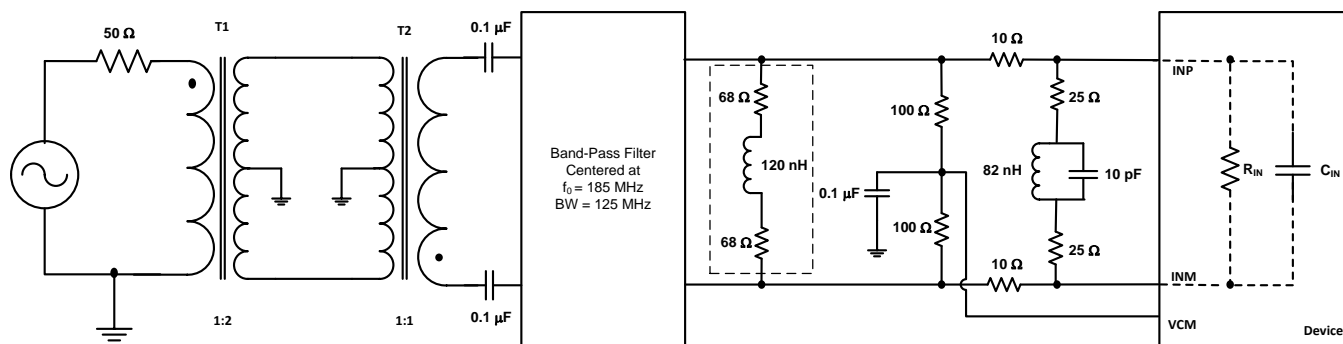 50 Ω
T1
T2
0.1 µF
10 Ω
INP
68 Ω
25 Ω
100 Ω
Band-Pass Filter
Centered at
f₀ = 185 MHz
BW = 125 MHz
120 nH
82 nH
10 pF
R_IN
C_IN
0.1 µF
68 Ω
100 Ω
25 Ω
10 Ω
INM
0.1 µF
VCM
1:2
1:1
Device